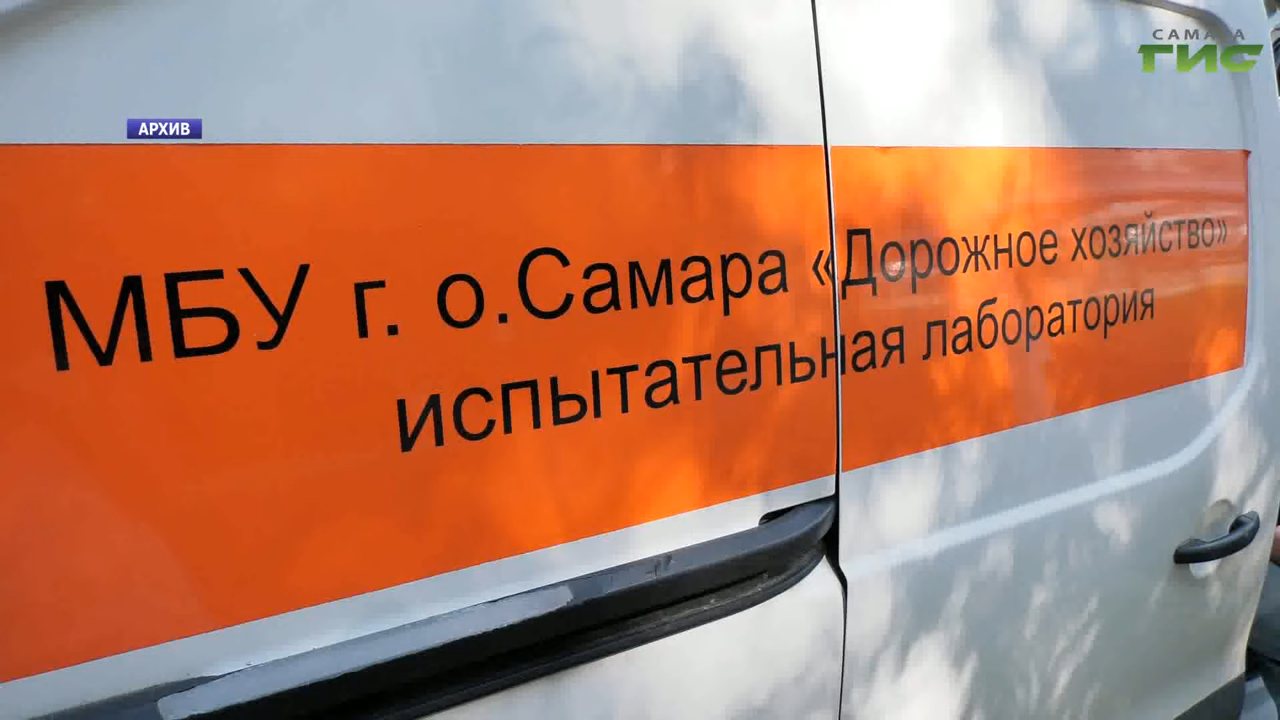 САМАРА
ГИС
АРХИВ
МБУ г. о.Самара «Дорожное хозяйство»
испытательная лаборатория